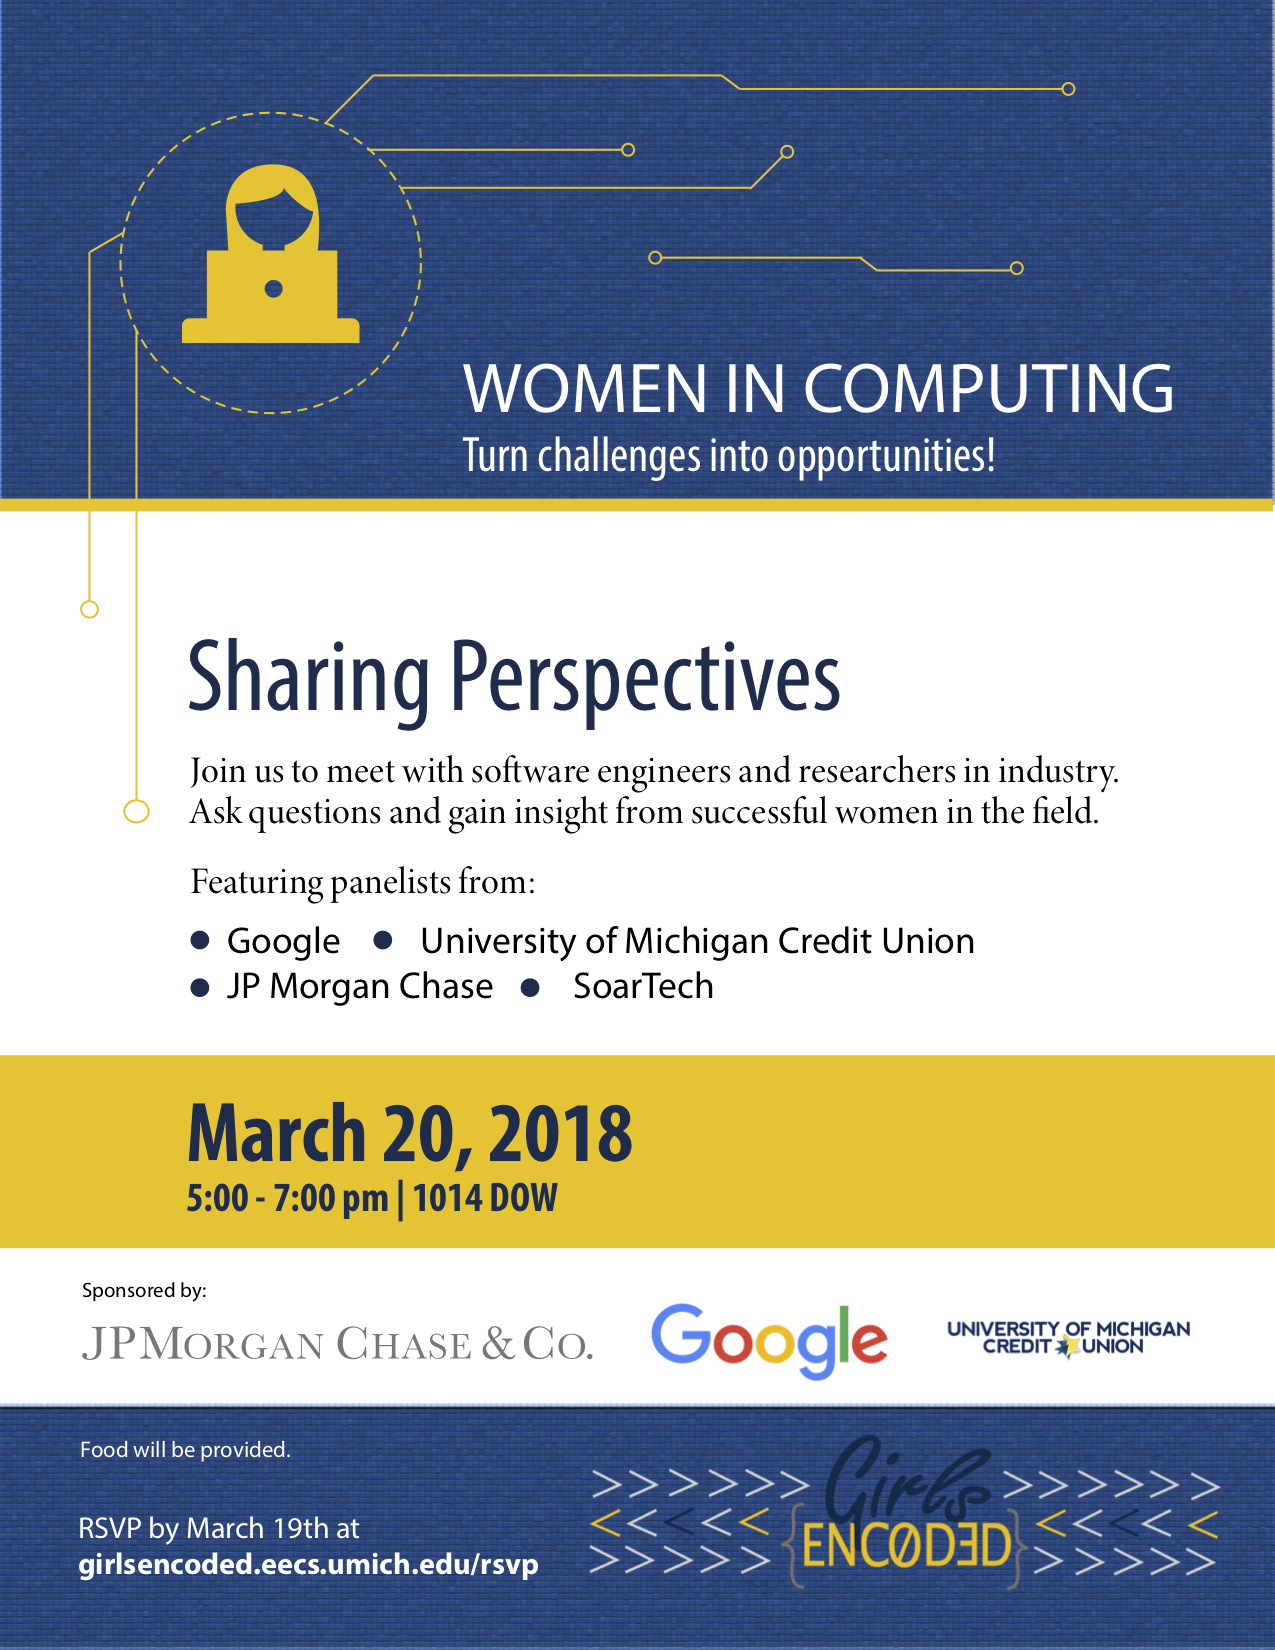 WOMEN IN COMPUTING
Turn challenges into opportunities!
Sharing Perspectives
Join us to meet with software engineers and researchers in industry.
Ask questions and gain insight from successful women in the field.
Featuring panelists from:
● Google ● University of Michigan Credit Union
● JP Morgan Chase ● SoarTech
March 20, 2018
5:00 - 7:00 pm | 1014 DOW
Sponsored by:
JPMORGAN CHASE & CO.
Google
UNIVERSITY OF MICHIGAN
CREDIT UNION
Food will be provided.
RSVP by March 19th at
girlsencoded.eecs.umich.edu/rsvp
>>>>>> Girls >>>>>>
<<<<< {ENCØDƎD} <<<<<
>>>>> >>>>>